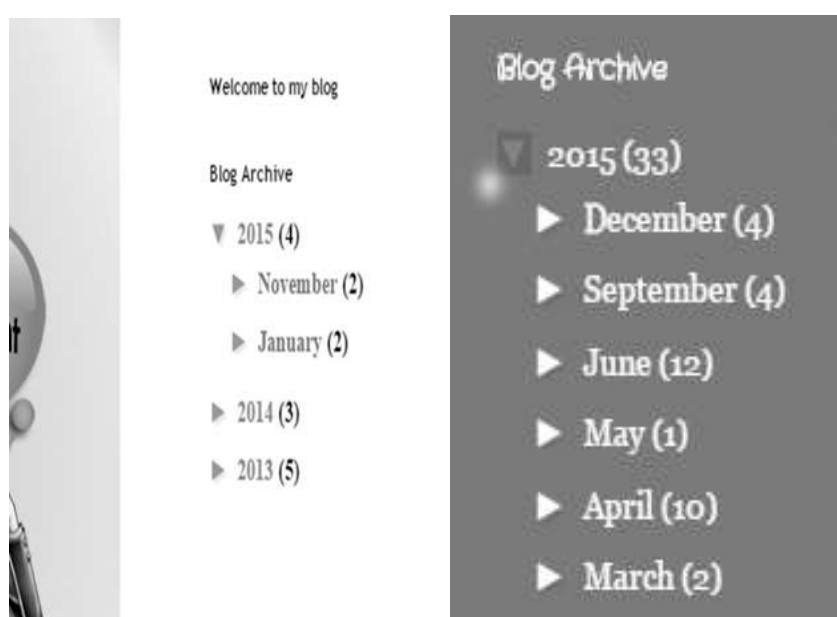 Welcome to my blog
Blog Archive
▼ 2015 (4)
► November (2)
► January (2)
► 2014 (3)
► 2013 (5)
Blog Archive
▼ 2015 (33)
► December (4)
► September (4)
► June (12)
► May (1)
► April (10)
► March (2)